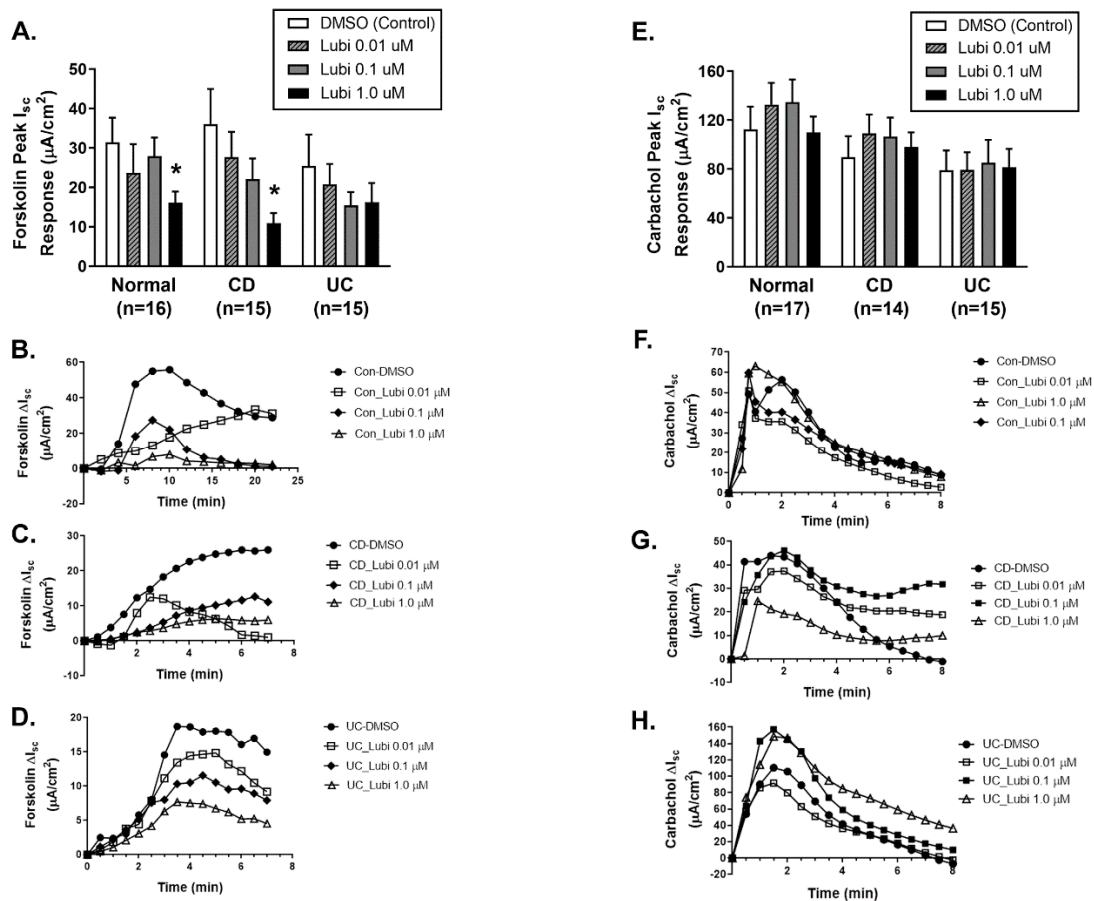 A.
DMSO (Control)
Lubi 0.01 uM
Lubi 0.1 uM
Lubi 1.0 uM
Forskolin Peak Isc
Response (μA/cm²)
50
40
30
20
10
0
*
*
Normal
(n=16)
CD
(n=15)
UC
(n=15)
B.
Forskolin ΔIsc
(μA/cm²)
60
40
20
0
-20
5
10
15
20
25
Time (min)
Con-DMSO
Con_Lubi 0.01 μM
Con_Lubi 0.1 μM
Con_Lubi 1.0 μM
C.
Forskolin ΔIsc
(μA/cm²)
30
20
10
0
-10
2
4
6
8
Time (min)
CD-DMSO
CD_Lubi 0.01 μM
CD_Lubi 0.1 μM
CD_Lubi 1.0 μM
D.
Forskolin ΔIsc
(μA/cm²)
20
15
10
5
0
0
2
4
6
8
Time (min)
UC-DMSO
UC_Lubi 0.01 μM
UC_Lubi 0.1 μM
UC_Lubi 1.0 μM
E.
DMSO (Control)
Lubi 0.01 uM
Lubi 0.1 uM
Lubi 1.0 uM
Carbachol Peak Isc
Response (μA/cm²)
160
120
80
40
0
Normal
(n=17)
CD
(n=14)
UC
(n=15)
F.
Carbachol ΔIsc
(μA/cm²)
70
60
50
40
30
20
10
0
0
2
4
6
8
Time (min)
Con-DMSO
Con_Lubi 0.01 μM
Con_Lubi 1.0 μM
Con_Lubi 0.1 μM
G.
Carbachol ΔIsc
(μA/cm²)
50
40
30
20
10
0
-10
2
4
6
8
Time (min)
CD-DMSO
CD_Lubi 0.01 μM
CD_Lubi 0.1 μM
CD_Lubi 1.0 μM
H.
Carbachol ΔIsc
(μA/cm²)
160
140
120
100
80
60
40
20
0
-20
2
4
6
8
Time (min)
UC-DMSO
UC_Lubi 0.01 μM
UC_Lubi 0.1 μM
UC_Lubi 1.0 μM